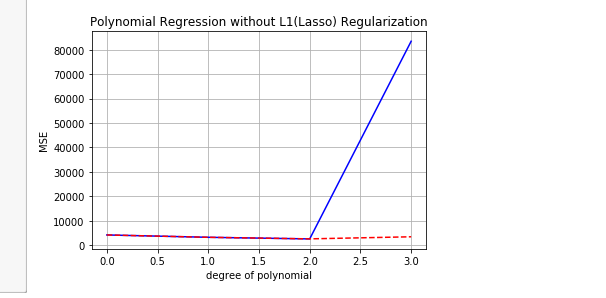 Polynomial Regression without L1(Lasso) Regularization
80000
70000
60000
50000
40000
30000
20000
10000
0
MSE
0.0 0.5 1.0 1.5 2.0 2.5 3.0
degree of polynomial